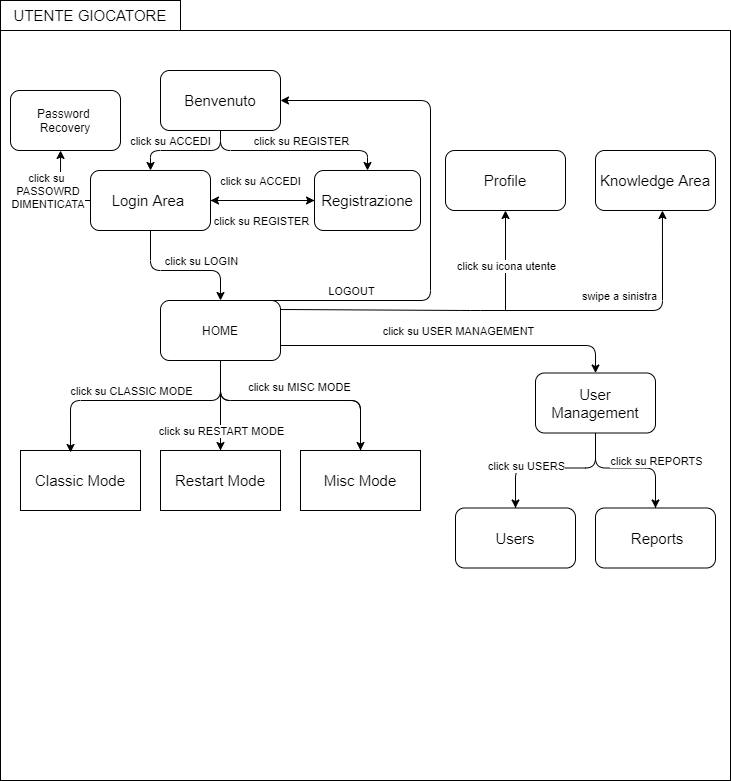 UTENTE GIOCATORE
Benvenuto
Password
Recovery
click su ACCEDI
click su REGISTER
click su
PASSOWRD
DIMENTICATA
Login Area
click su ACCEDI
click su REGISTER
Registrazione
Profile
Knowledge Area
click su LOGIN
click su icona utente
LOGOUT
swipe a sinistra
HOME
click su USER MANAGEMENT
click su CLASSIC MODE
click su MISC MODE
User
Management
click su RESTART MODE
click su USERS
click su REPORTS
Classic Mode
Restart Mode
Misc Mode
Users
Reports